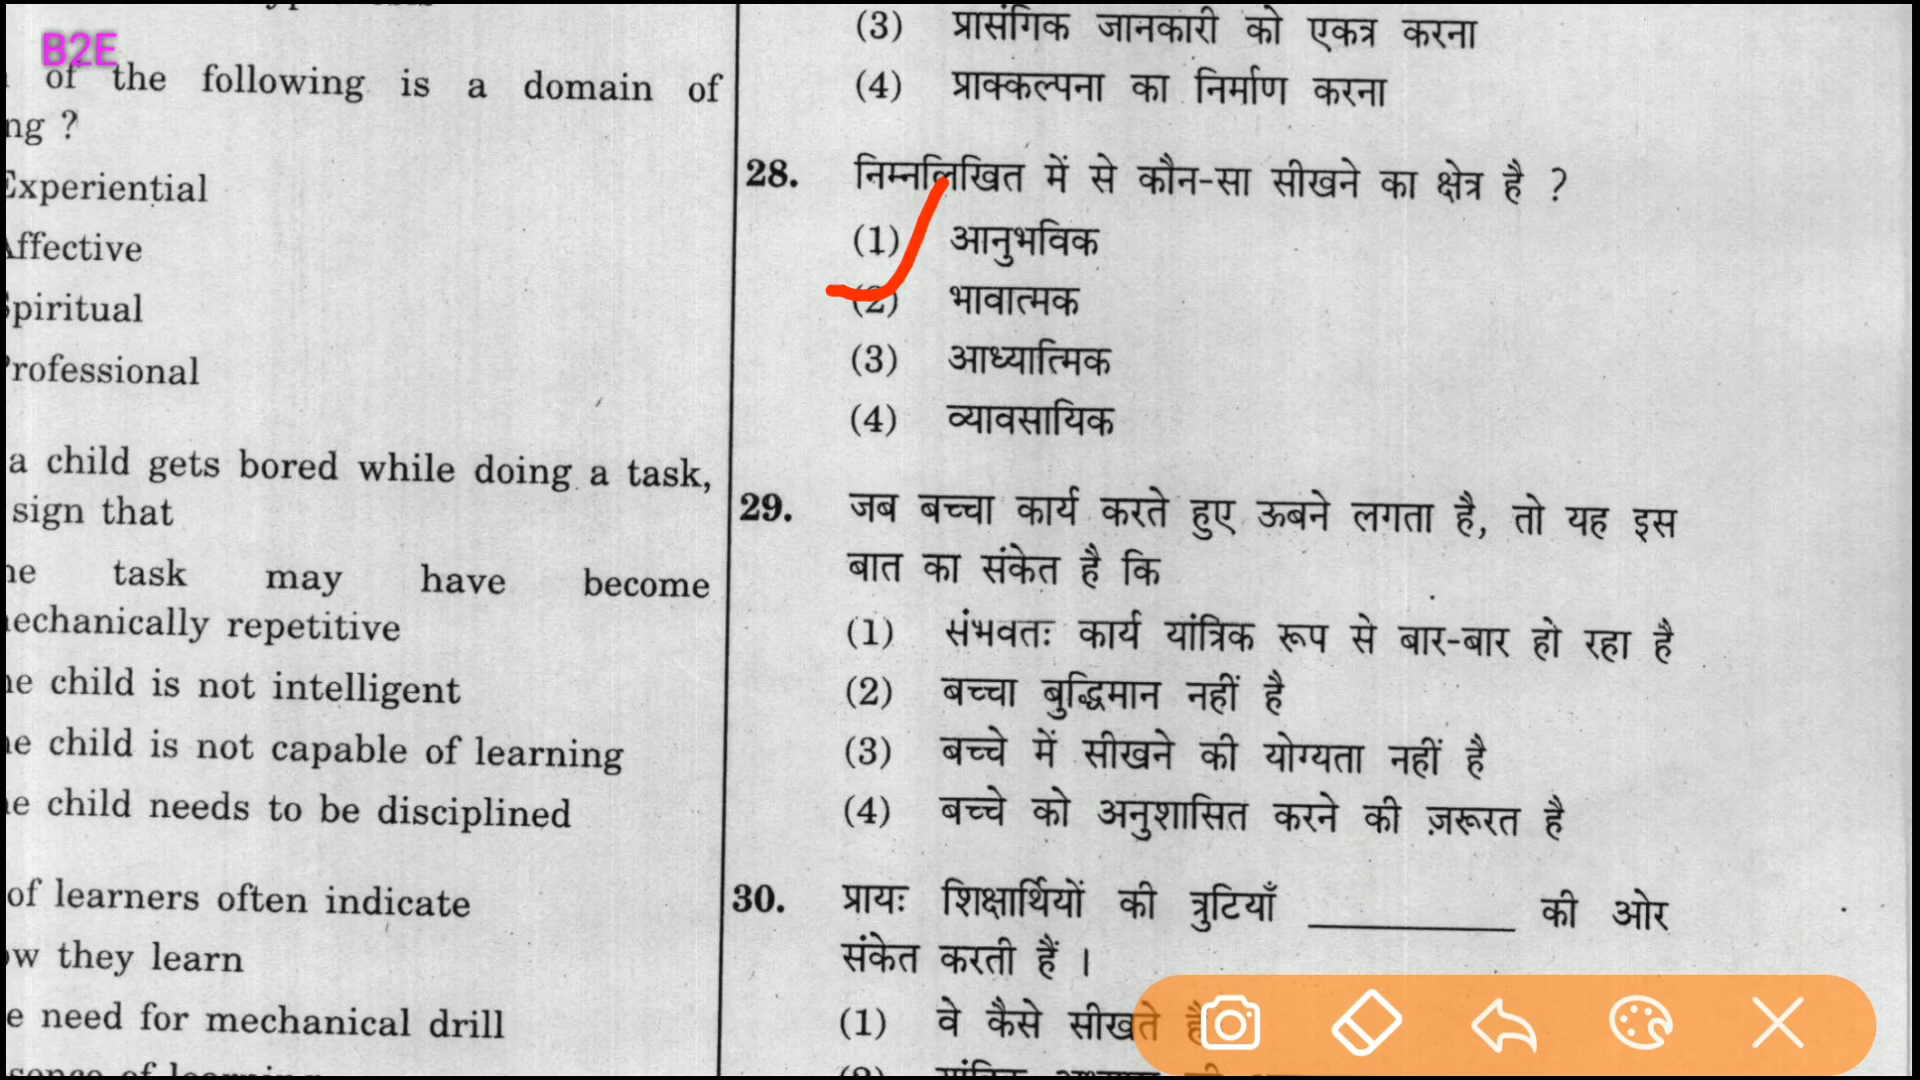 B2E
of the following is a domain of
ng ?
Experiential
Affective
Spiritual
Professional
a child gets bored while doing a task,
sign that
he task may have become
mechanically repetitive
he child is not intelligent
he child is not capable of learning
he child needs to be disciplined
of learners often indicate
ow they learn
e need for mechanical drill
(3) प्रासंगिक जानकारी को एकत्र करना
(4) प्राक्कल्पना का निर्माण करना
28. निम्नलिखित में से कौन-सा सीखने का क्षेत्र है ?
(1) आनुभविक
(2) भावात्मक
(3) आध्यात्मिक
(4) व्यावसायिक
29. जब बच्चा कार्य करते हुए ऊबने लगता है, तो यह इस
बात का संकेत है कि
(1) संभवतः कार्य यांत्रिक रूप से बार-बार हो रहा है
(2) बच्चा बुद्धिमान नहीं है
(3) बच्चे में सीखने की योग्यता नहीं है
(4) बच्चे को अनुशासित करने की ज़रूरत है
30. प्रायः शिक्षार्थियों की त्रुटियाँ __________ की ओर
संकेत करती हैं ।
(1) वे कैसे सीखते हैं